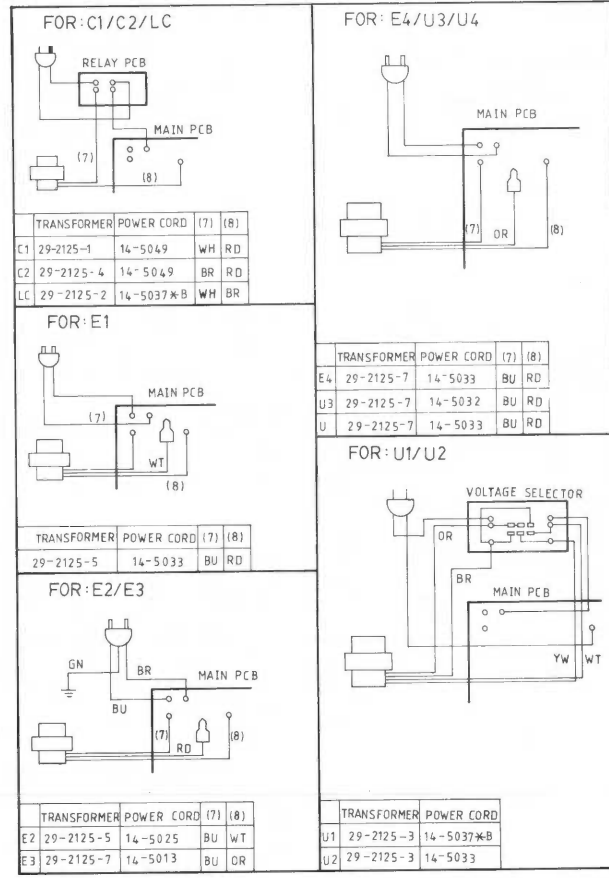 FOR: C1/C2/LC
RELAY PCB
MAIN PCB
(7)
(8)
TRANSFORMER POWER CORD (7) (8)
C1 29-2125-1 14-5049 WH RD
C2 29-2125-4 14-5049 BR RD
LC 29-2125-2 14-5037*B WH BR
FOR: E1
MAIN PCB
(7)
WT
(8)
TRANSFORMER POWER CORD (7) (8)
29-2125-5 14-5033 BU RD
FOR: E2/E3
GN
BR
MAIN PCB
BU
(7)
RD
(8)
TRANSFORMER POWER CORD (7) (8)
E2 29-2125-5 14-5025 BU WT
E3 29-2125-7 14-5013 BU OR
FOR: E4/U3/U4
MAIN PCB
(7)
OR
(8)
TRANSFORMER POWER CORD (7) (8)
E4 29-2125-7 14-5033 BU RD
U3 29-2125-7 14-5032 BU RD
U 29-2125-7 14-5033 BU RD
FOR: U1/U2
VOLTAGE SELECTOR
OR
BR
MAIN PCB
YW
WT
TRANSFORMER POWER CORD
U1 29-2125-3 14-5037*B
U2 29-2125-3 14-5033